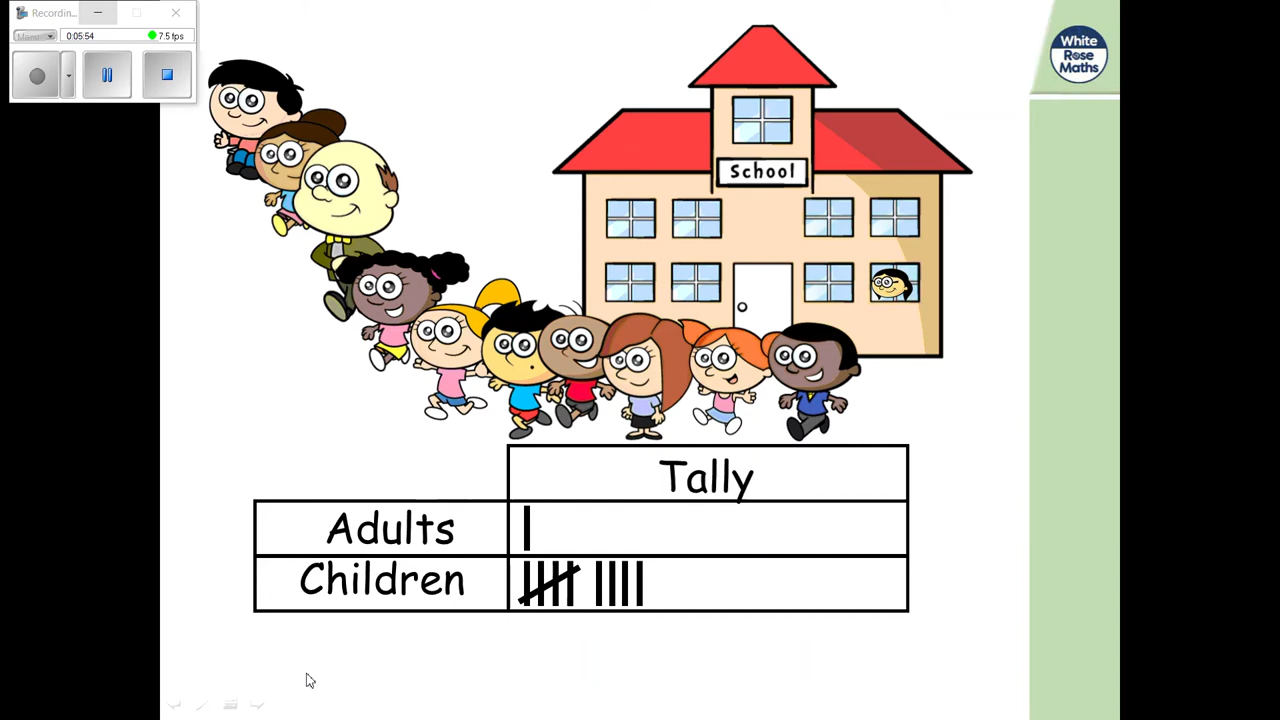 Recordin...
0:05:54
7.5 fps
White
Rose
Maths
School
Tally
Adults
Children